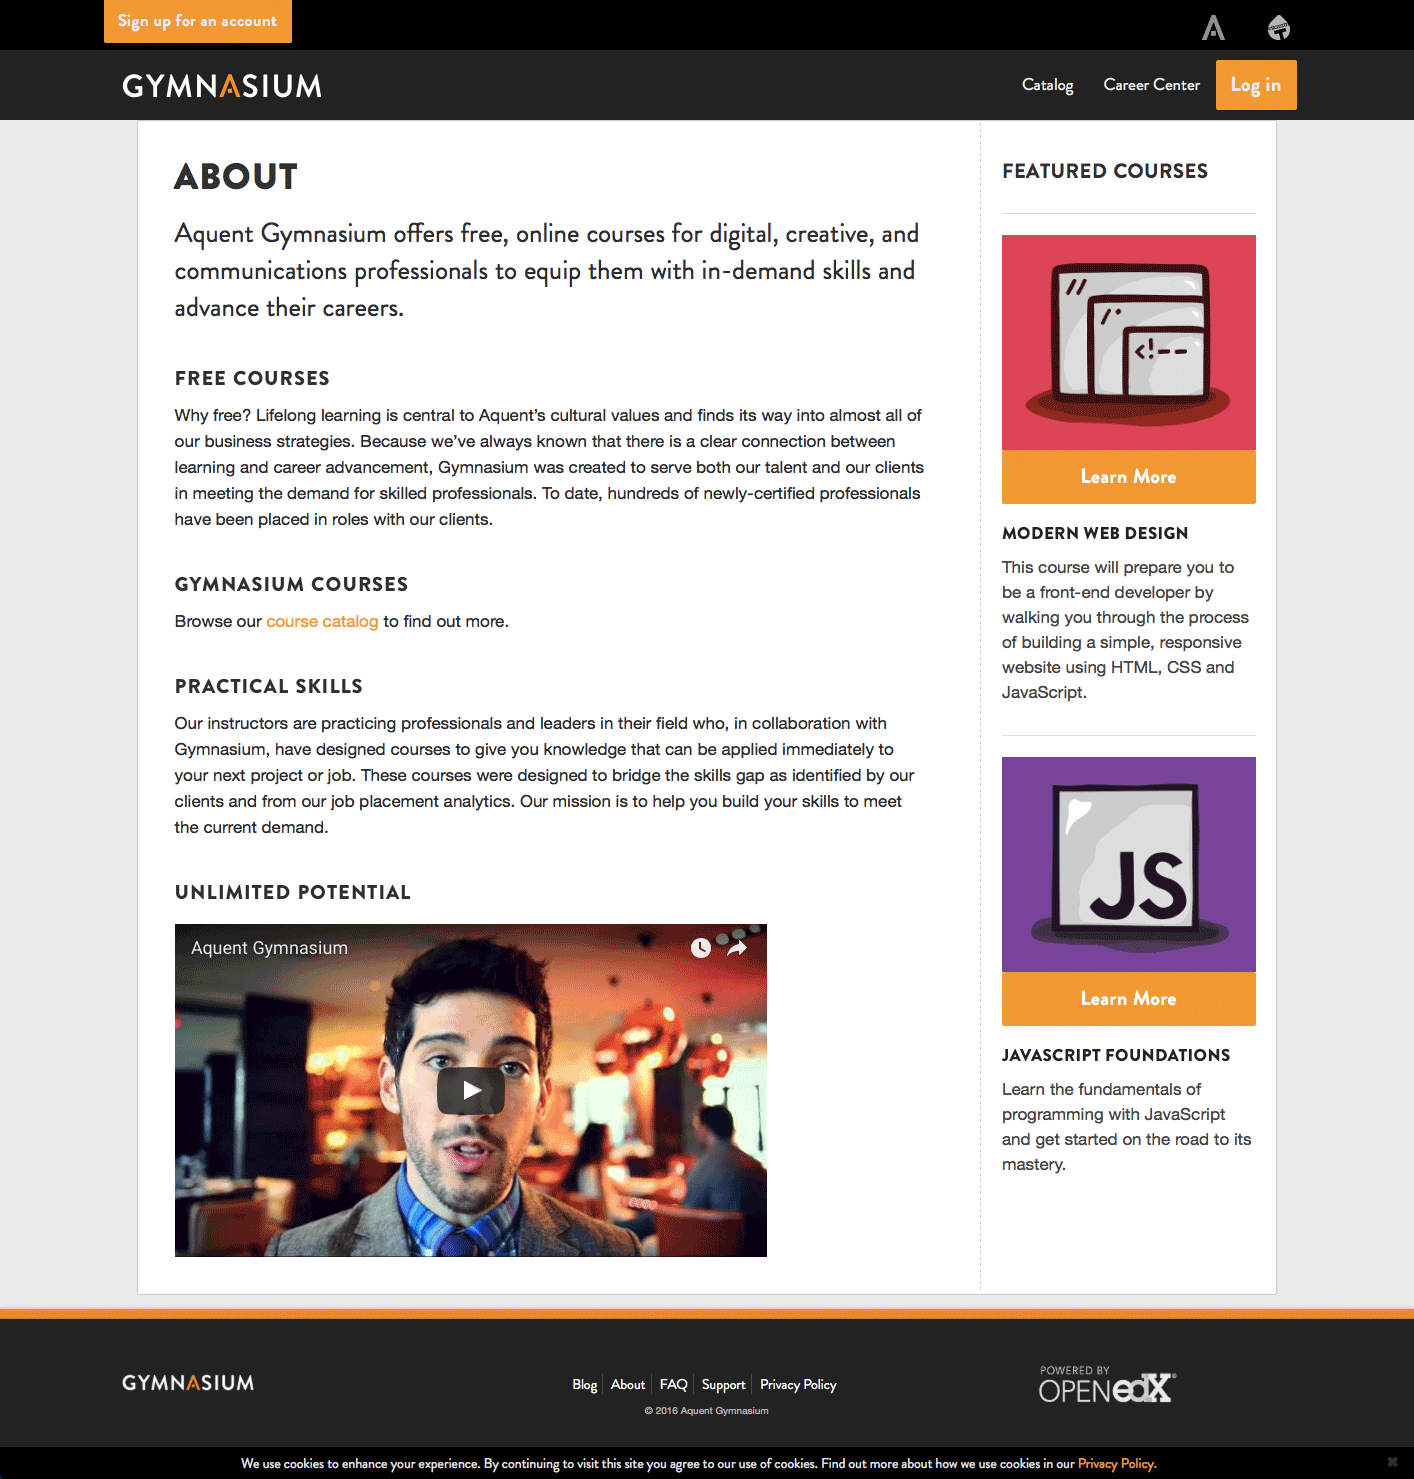 Sign up for an account
GYMNASIUM
Catalog
Career Center
Log in
ABOUT
Aquent Gymnasium offers free, online courses for digital, creative, and
communications professionals to equip them with in-demand skills and
advance their careers.
FREE COURSES
Why free? Lifelong learning is central to Aquent’s cultural values and finds its way into almost all of
our business strategies. Because we’ve always known that there is a clear connection between
learning and career advancement, Gymnasium was created to serve both our talent and our clients
in meeting the demand for skilled professionals. To date, hundreds of newly-certified professionals
have been placed in roles with our clients.
GYMNASIUM COURSES
Browse our course catalog to find out more.
PRACTICAL SKILLS
Our instructors are practicing professionals and leaders in their field who, in collaboration with
Gymnasium, have designed courses to give you knowledge that can be applied immediately to
your next project or job. These courses were designed to bridge the skills gap as identified by our
clients and from our job placement analytics. Our mission is to help you build your skills to meet
the current demand.
UNLIMITED POTENTIAL
Aquent Gymnasium
FEATURED COURSES
//
/*
<!--
Learn More
MODERN WEB DESIGN
This course will prepare you to
be a front-end developer by
walking you through the process
of building a simple, responsive
website using HTML, CSS and
JavaScript.
JS
Learn More
JAVASCRIPT FOUNDATIONS
Learn the fundamentals of
programming with JavaScript
and get started on the road to its
mastery.
GYMNASIUM
Blog
About
FAQ
Support
Privacy Policy
© 2016 Aquent Gymnasium
POWERED BY
OPEN edX®
We use cookies to enhance your experience. By continuing to visit this site you agree to our use of cookies. Find out more about how we use cookies in our Privacy Policy.